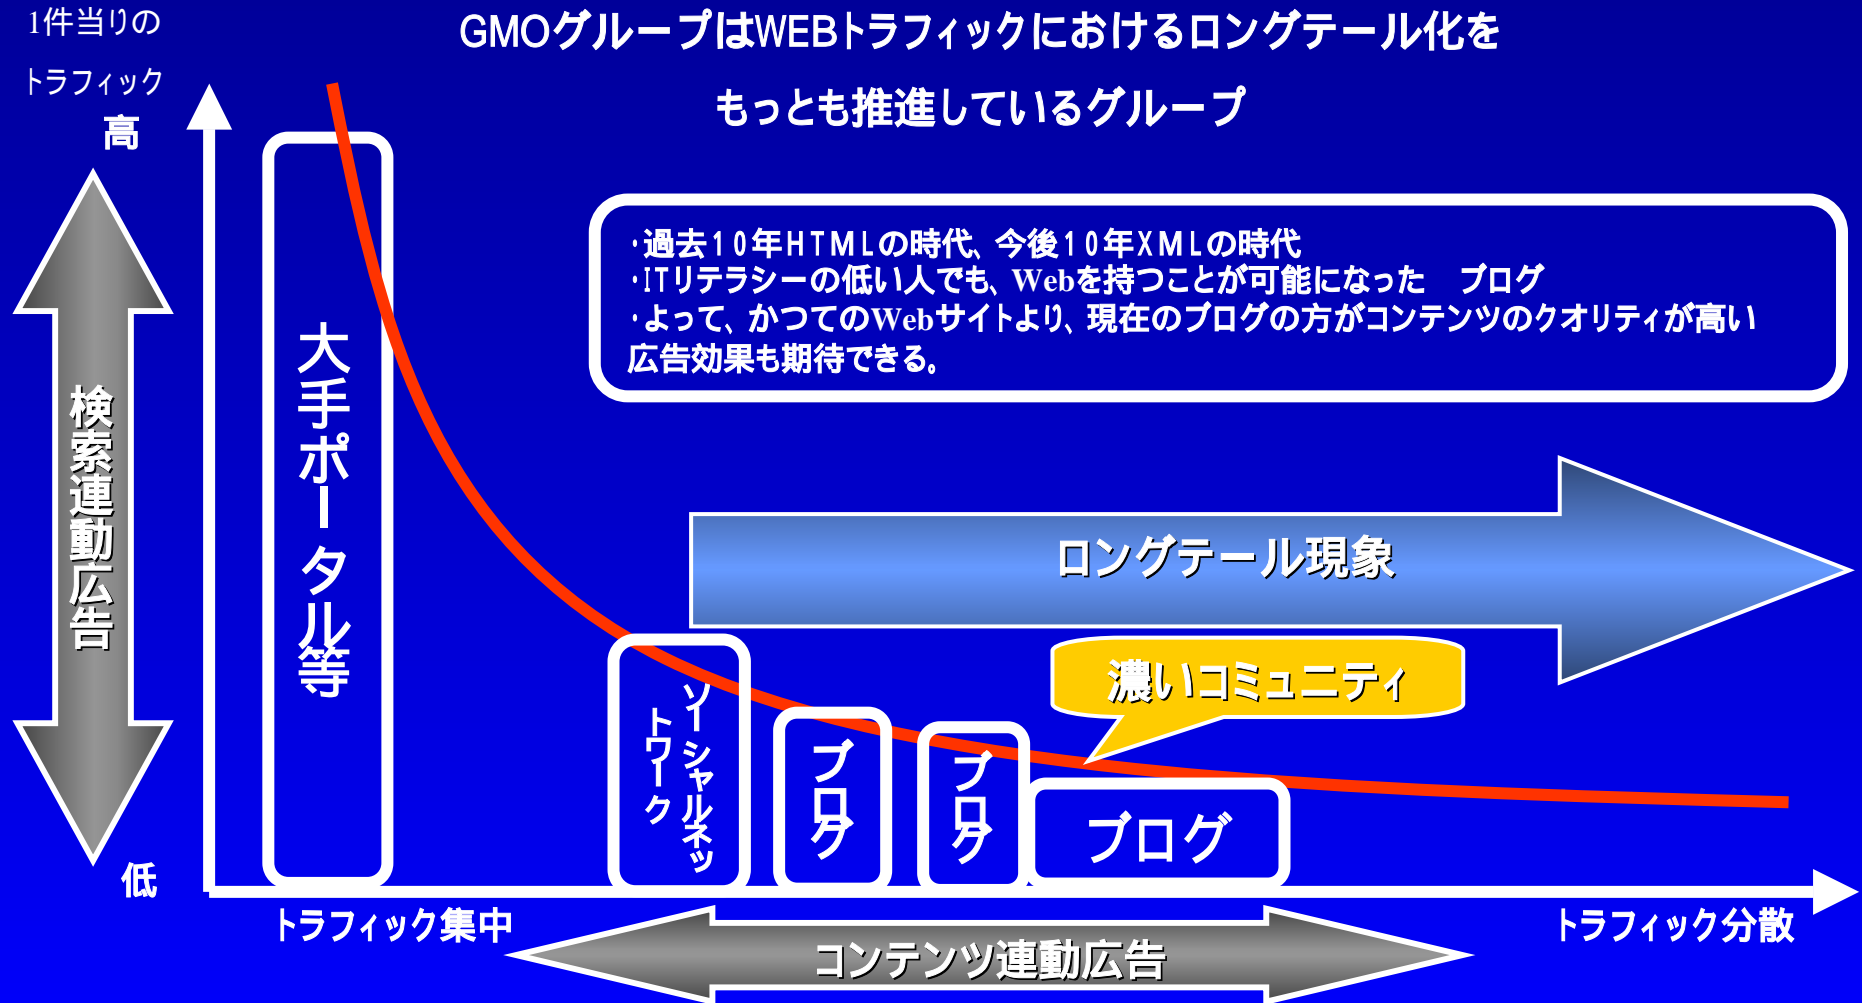 1件当りの
トラフィック
高
GMOグループはWEBトラフィックにおけるロングテール化を
もっとも推進しているグループ
・過去10年HTMLの時代、今後10年XMLの時代
・ITリテラシーの低い人でも、Webを持つことが可能になった　ブログ
・よって、かつてのWebサイトより、現在のブログの方がコンテンツのクオリティが高い
広告効果も期待できる。
検索連動広告
大手ポータル等
ロングテール現象
濃いコミュニティ
ソーシャルネッ
トワーク
ブログ
ブログ
ブログ
低
トラフィック集中
トラフィック分散
コンテンツ連動広告